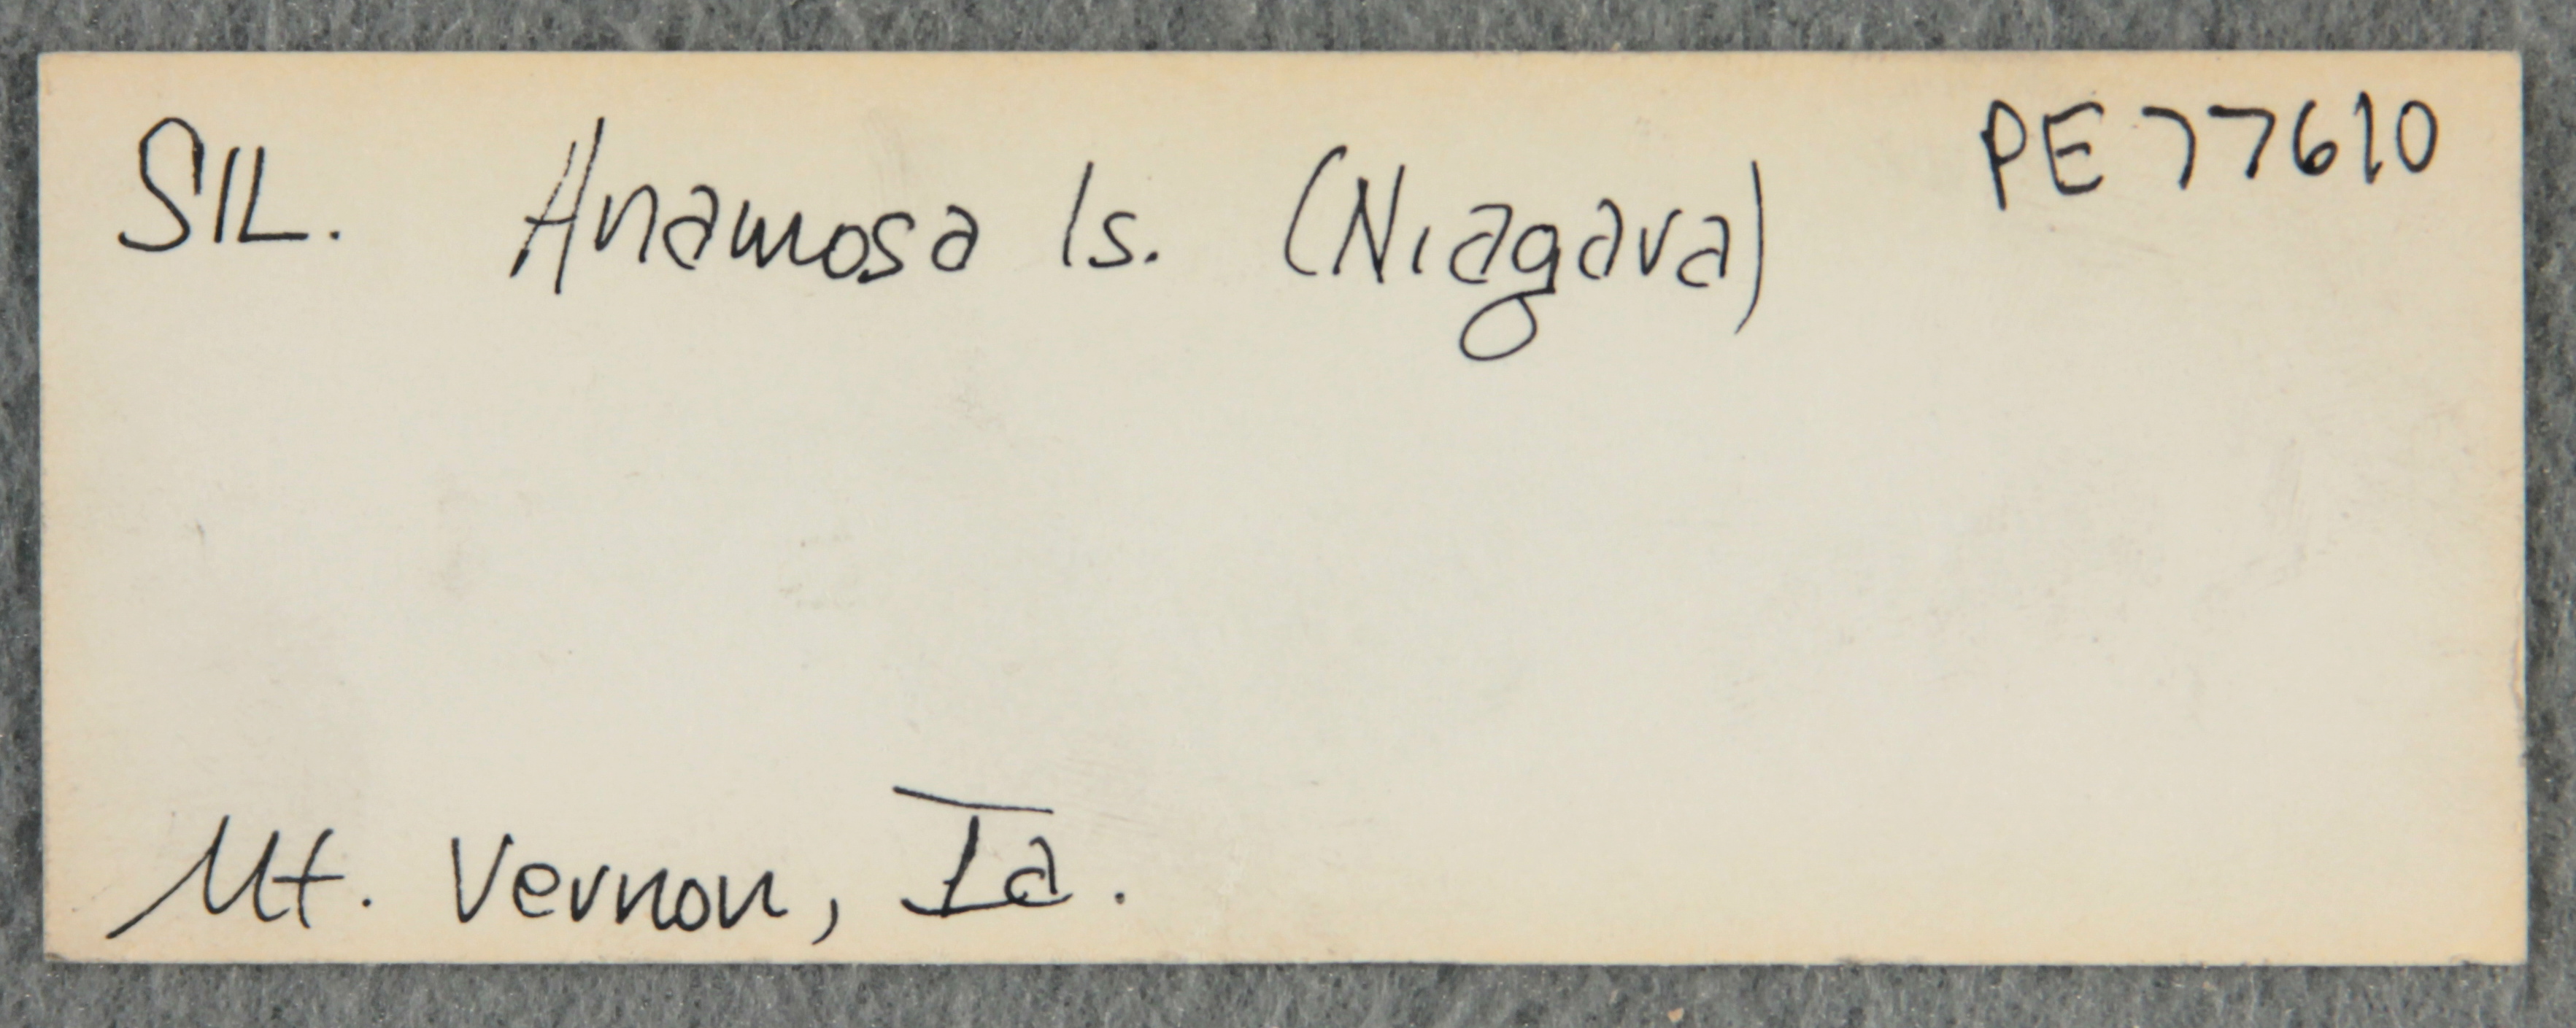 SIL. Anamosa ls. (Niagara) PE 77610
Mt. Vernon, Ia.